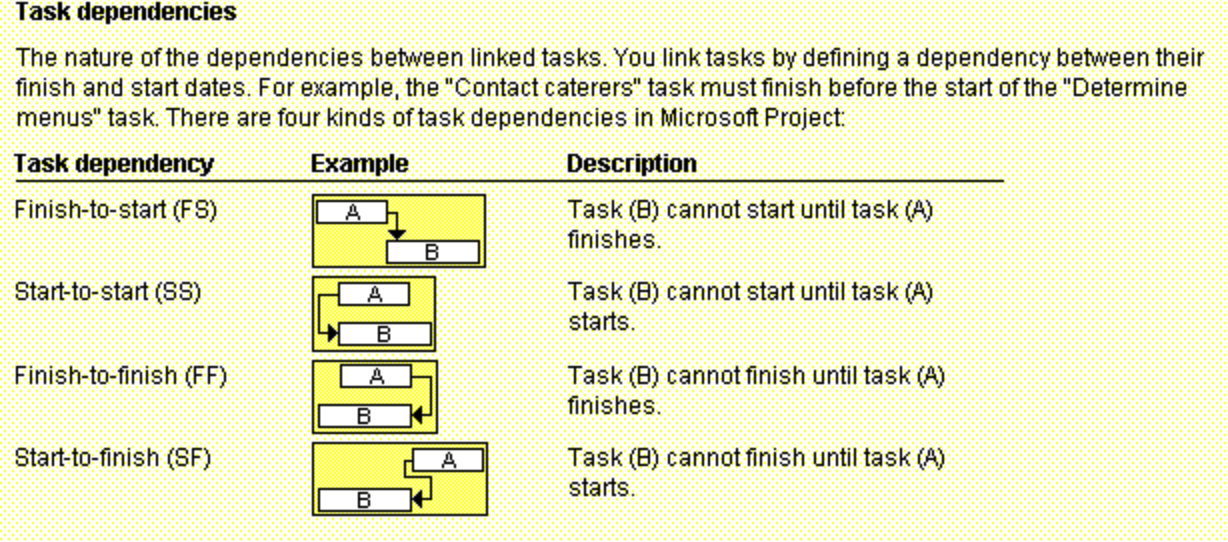 Task dependencies
The nature of the dependencies between linked tasks. You link tasks by defining a dependency between their
finish and start dates. For example, the "Contact caterers" task must finish before the start of the "Determine
menus" task. There are four kinds of task dependencies in Microsoft Project:
Task dependency Example Description
Finish-to-start (FS) A B Task (B) cannot start until task (A)
finishes.
Start-to-start (SS) A B Task (B) cannot start until task (A)
starts.
Finish-to-finish (FF) A B Task (B) cannot finish until task (A)
finishes.
Start-to-finish (SF) A B Task (B) cannot finish until task (A)
starts.